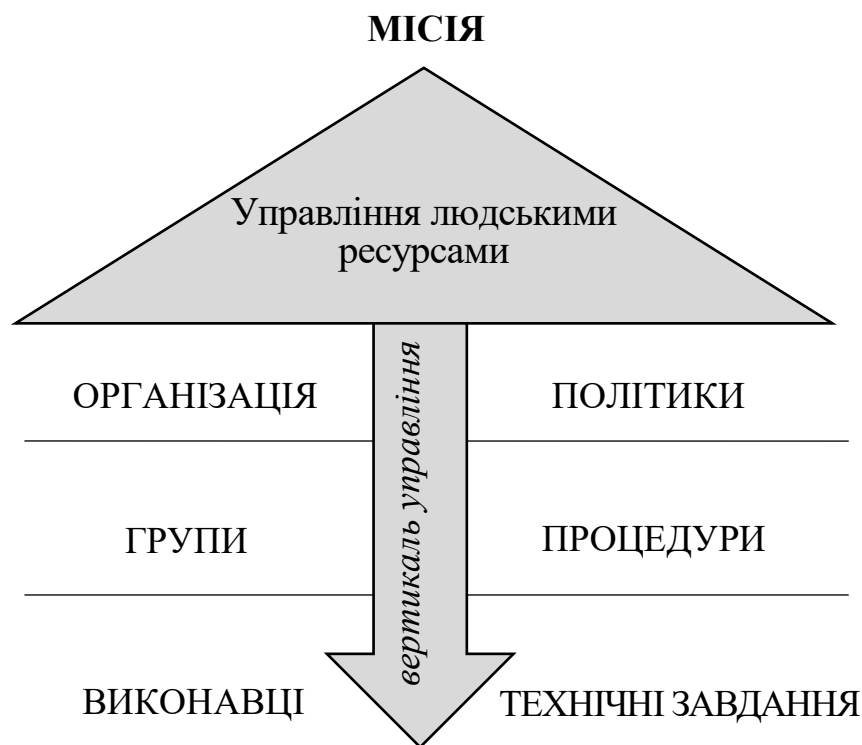 МІСІЯ
Управління людськими
ресурсами
вертикаль управління
ОРГАНІЗАЦІЯ
ПОЛІТИКИ
ГРУПИ
ПРОЦЕДУРИ
ВИКОНАВЦІ
ТЕХНІЧНІ ЗАВДАННЯ